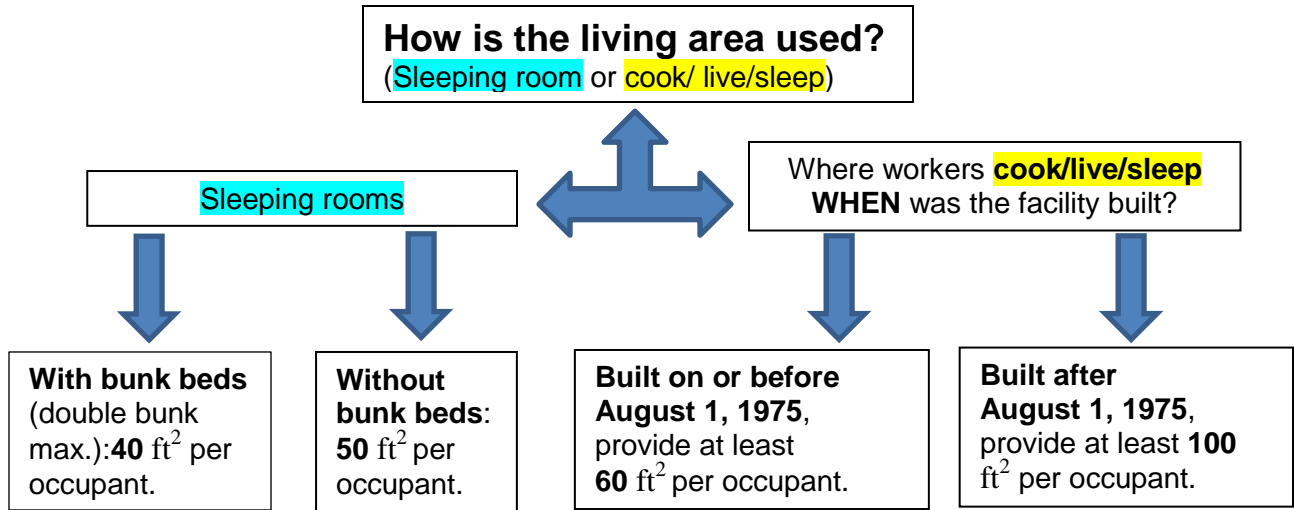 How is the living area used?
(Sleeping room or cook/ live/sleep)
Sleeping rooms
Where workers cook/live/sleep
WHEN was the facility built?
With bunk beds
(double bunk
max.):40 ft² per
occupant.
Without
bunk beds:
50 ft² per
occupant.
Built on or before
August 1, 1975,
provide at least
60 ft² per occupant.
Built after
August 1, 1975,
provide at least 100
ft² per occupant.